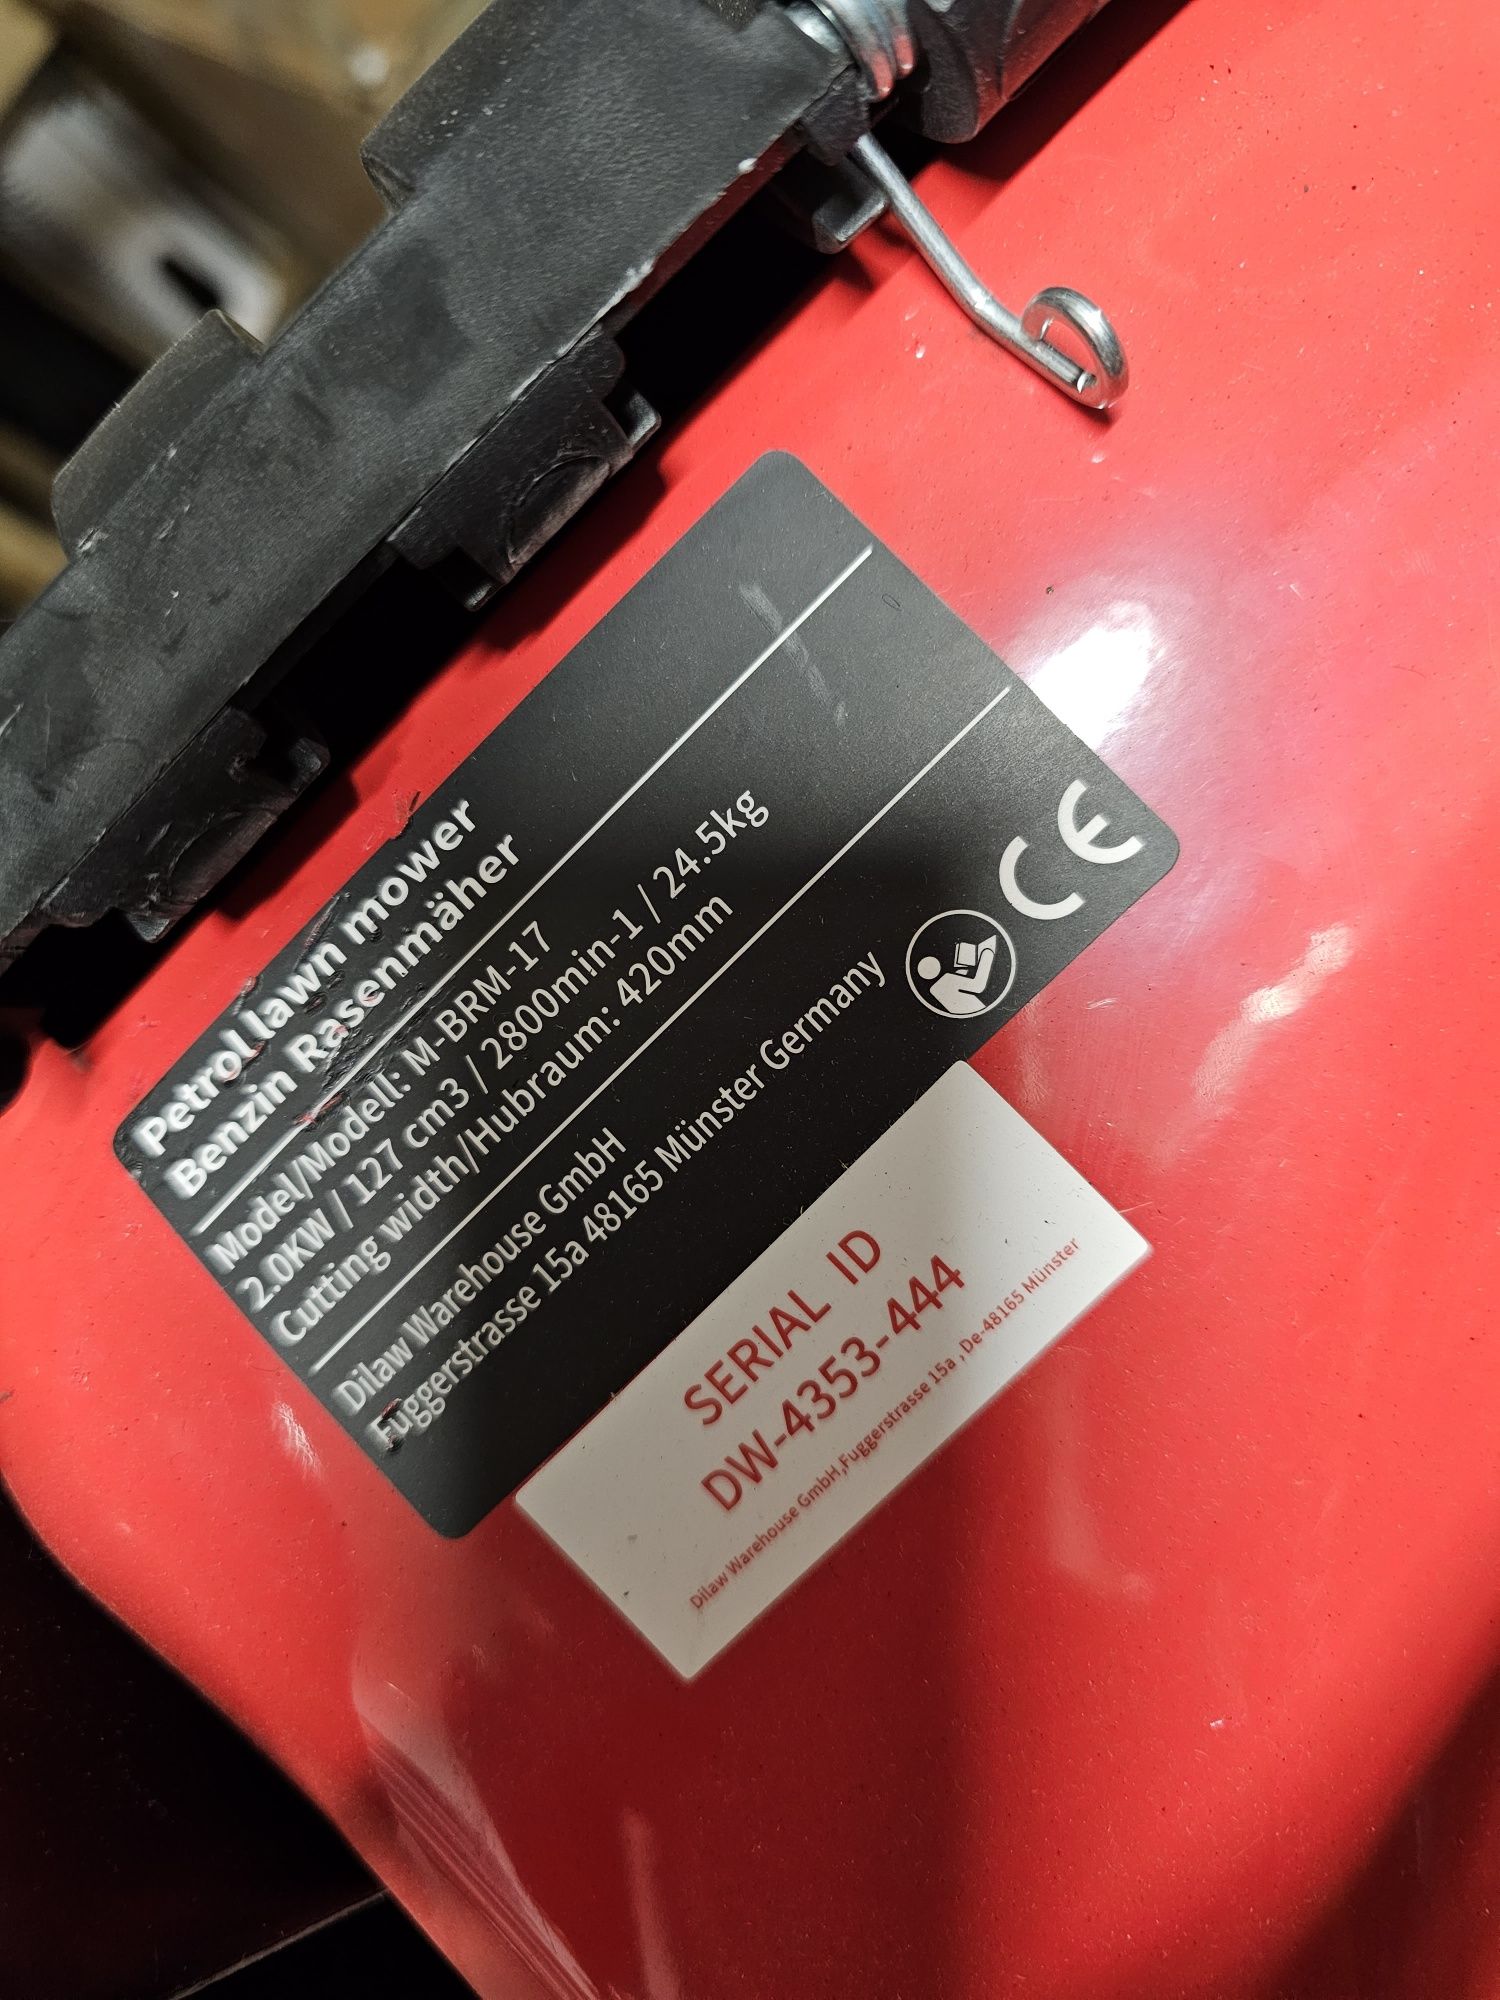 Petrol lawn mower
Benzin Rasenmäher
Model/Modell: M-BRM-17
2.0KW / 127 cm3 / 2800min-1 / 24.5kg
Cutting width/Hubraum: 420mm
Dilaw Warehouse GmbH
Fuggerstrasse 15a 48165 Münster Germany
CE
SERIAL ID
DW-4353-444
Dilaw Warehouse GmbH,Fuggerstrasse 15a ,De-48165 Münster